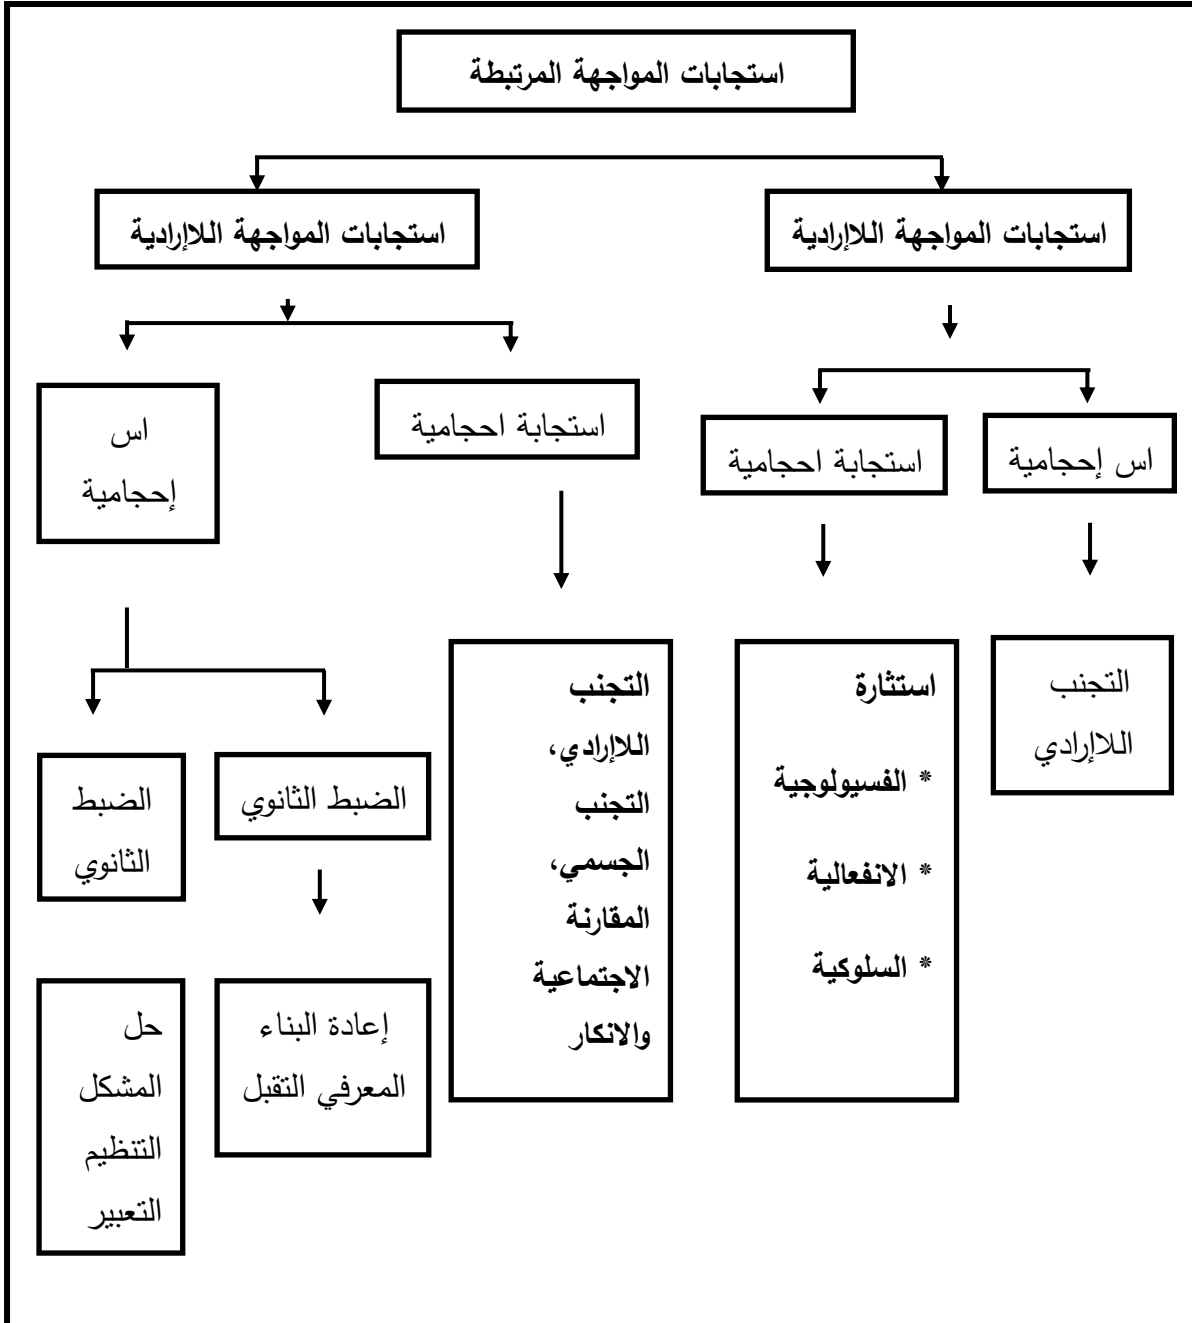 استجابات المواجهة المرتبطة
استجابات المواجهة اللاإرادية
استجابات المواجهة اللاإرادية
اس إحجامية
استجابة احجامية
استجابة احجامية
اس
إحجامية
التجنب
اللاإرادي
استثارة
* الفسيولوجية
* الانفعالية
* السلوكية
التجنب
اللاإرادي،
التجنب
الجسمي،
المقارنة
الاجتماعية
والانكار
الضبط الثانوي
الضبط
الثانوي
إعادة البناء
المعرفي التقبل
حل
المشكل
التنظيم
التعبير